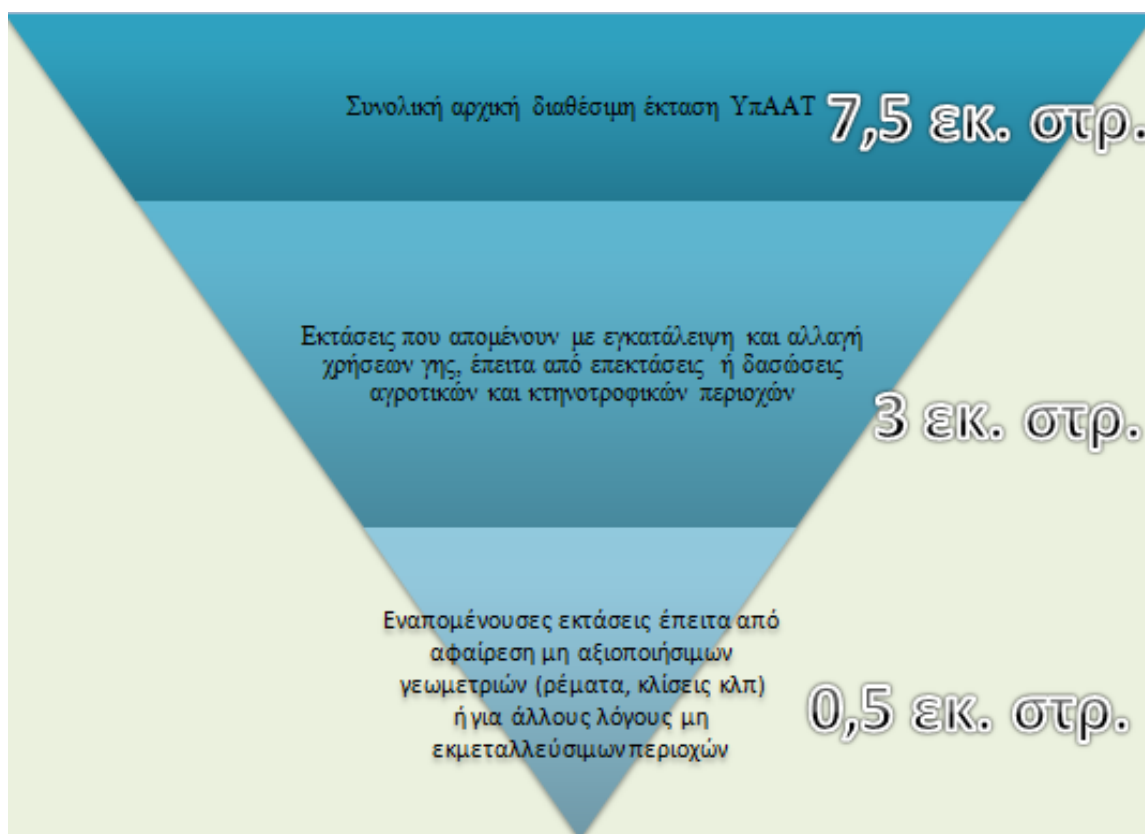 Συνολική αρχική διαθέσιμη έκταση ΥπΑΑΤ 7,5 εκ. στρ.
Εκτάσεις που απομένουν με εγκατάλειψη και αλλαγή
χρήσεων γης, έπειτα από επεκτάσεις ή δασώσεις
αγροτικών και κτηνοτροφικών περιοχών
3 εκ. στρ.
Εναπομένουσες εκτάσεις έπειτα από
αφαίρεση μη αξιοποιήσιμων
γεωμετριών (ρέματα, κλίσεις κλπ)
ή για άλλους λόγους μη
εκμεταλλεύσιμων περιοχών
0,5 εκ. στρ.